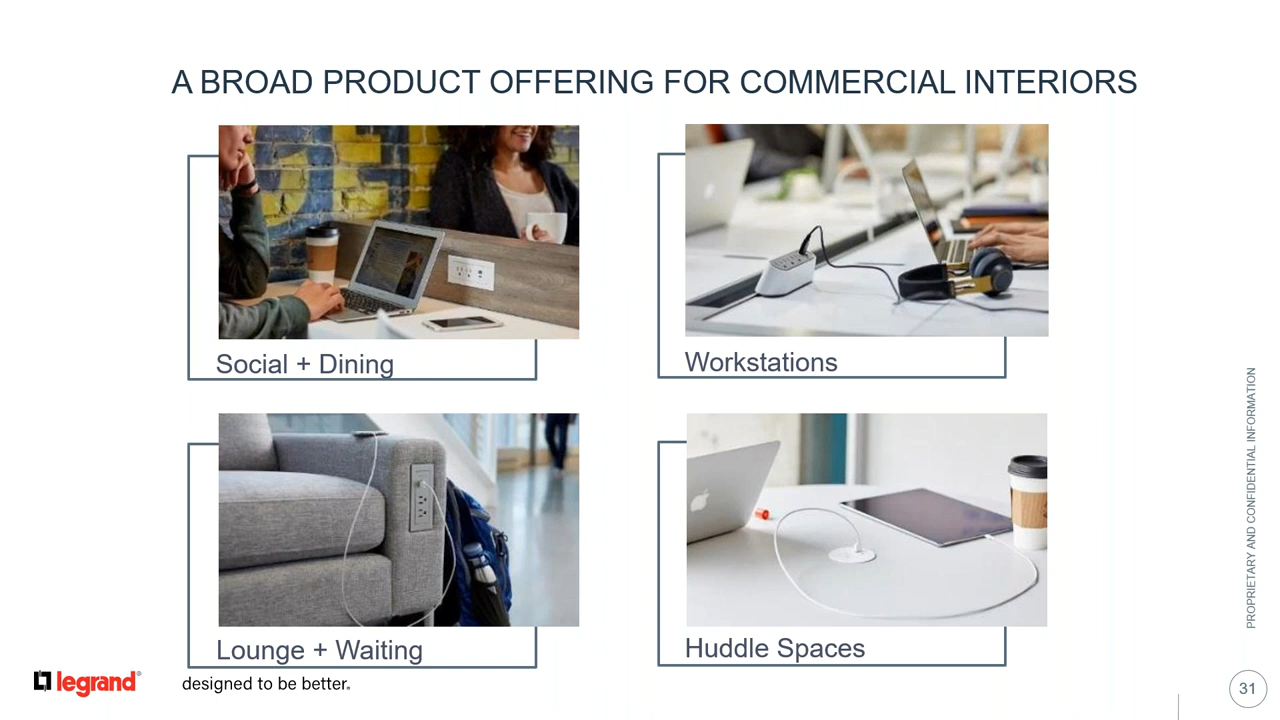 A BROAD PRODUCT OFFERING FOR COMMERCIAL INTERIORS
Social + Dining
Workstations
Lounge + Waiting
Huddle Spaces
PROPRIETARY AND CONFIDENTIAL INFORMATION
legrand®
designed to be better.
31